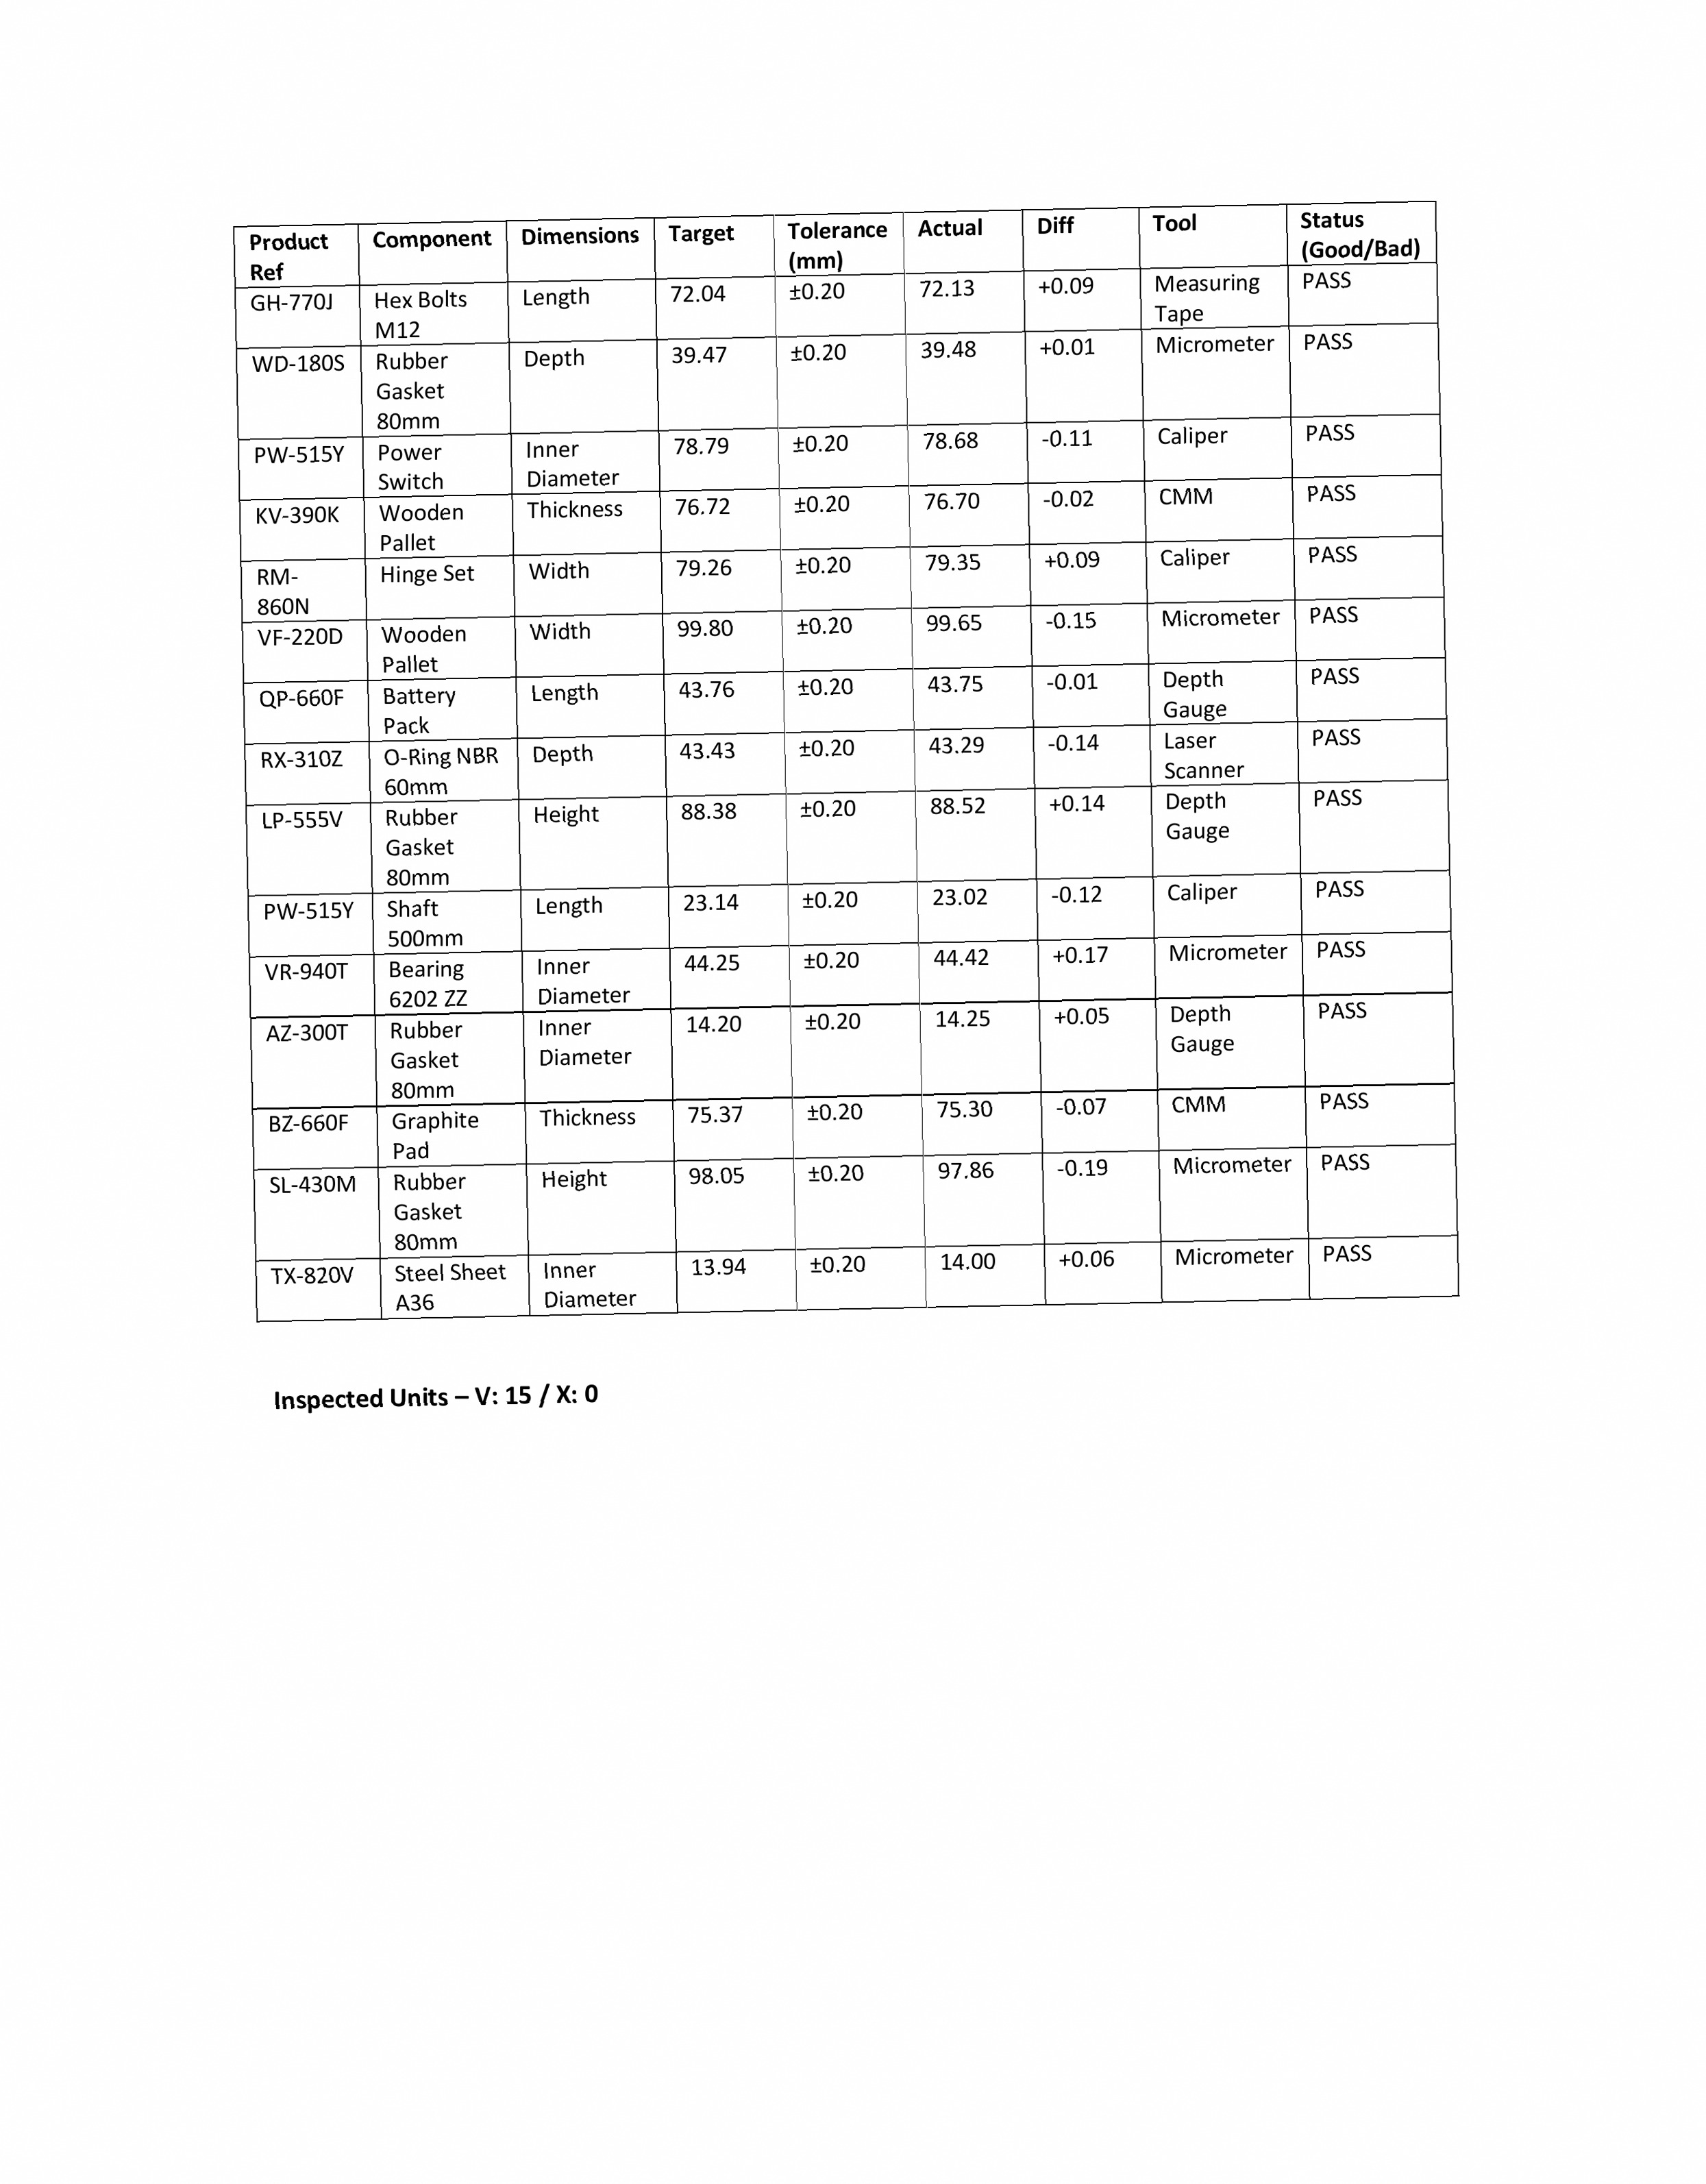 Product Ref Component Dimensions Target Tolerance (mm) Actual Diff Tool Status (Good/Bad)
GH-770J Hex Bolts M12 Length 72.04 ±0.20 72.13 +0.09 Measuring Tape PASS
WD-180S Rubber Gasket 80mm Depth 39.47 ±0.20 39.48 +0.01 Micrometer PASS
PW-515Y Power Switch Inner Diameter 78.79 ±0.20 78.68 -0.11 Caliper PASS
KV-390K Wooden Pallet Thickness 76.72 ±0.20 76.70 -0.02 CMM PASS
RM-860N Hinge Set Width 79.26 ±0.20 79.35 +0.09 Caliper PASS
VF-220D Wooden Pallet Width 99.80 ±0.20 99.65 -0.15 Micrometer PASS
QP-660F Battery Pack Length 43.76 ±0.20 43.75 -0.01 Depth Gauge PASS
RX-310Z O-Ring NBR 60mm Depth 43.43 ±0.20 43.29 -0.14 Laser Scanner PASS
LP-555V Rubber Gasket 80mm Height 88.38 ±0.20 88.52 +0.14 Depth Gauge PASS
PW-515Y Shaft 500mm Length 23.14 ±0.20 23.02 -0.12 Caliper PASS
VR-940T Bearing 6202 ZZ Inner Diameter 44.25 ±0.20 44.42 +0.17 Micrometer PASS
AZ-300T Rubber Gasket 80mm Inner Diameter 14.20 ±0.20 14.25 +0.05 Depth Gauge PASS
BZ-660F Graphite Pad Thickness 75.37 ±0.20 75.30 -0.07 CMM PASS
SL-430M Rubber Gasket 80mm Height 98.05 ±0.20 97.86 -0.19 Micrometer PASS
TX-820V Steel Sheet A36 Inner Diameter 13.94 ±0.20 14.00 +0.06 Micrometer PASS
Inspected Units – V: 15 / X: 0